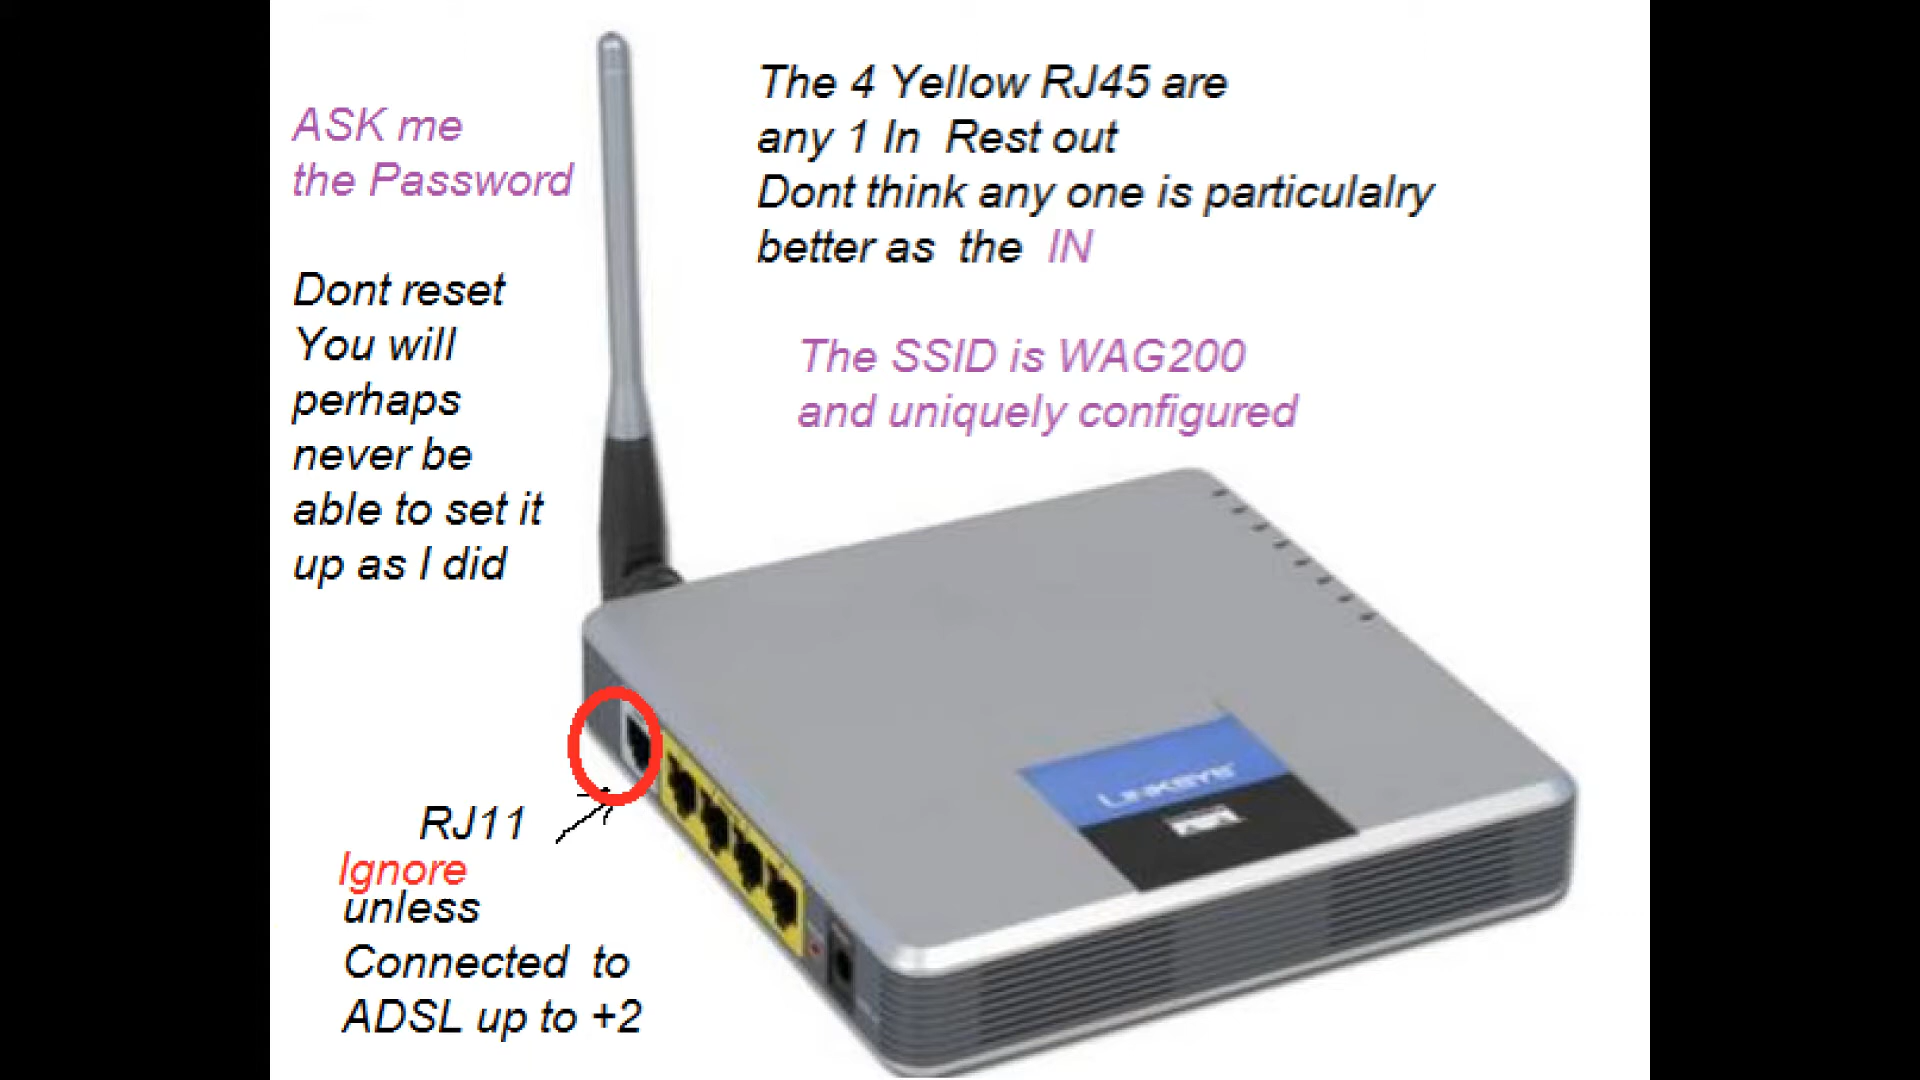 ASK me
the Password
Dont reset
You will
perhaps
never be
able to set it
up as I did
The 4 Yellow RJ45 are
any 1 In Rest out
Dont think any one is particulalry
better as the IN
The SSID is WAG200
and uniquely configured
LINKSYS
RJ11
Ignore
unless
Connected to
ADSL up to +2